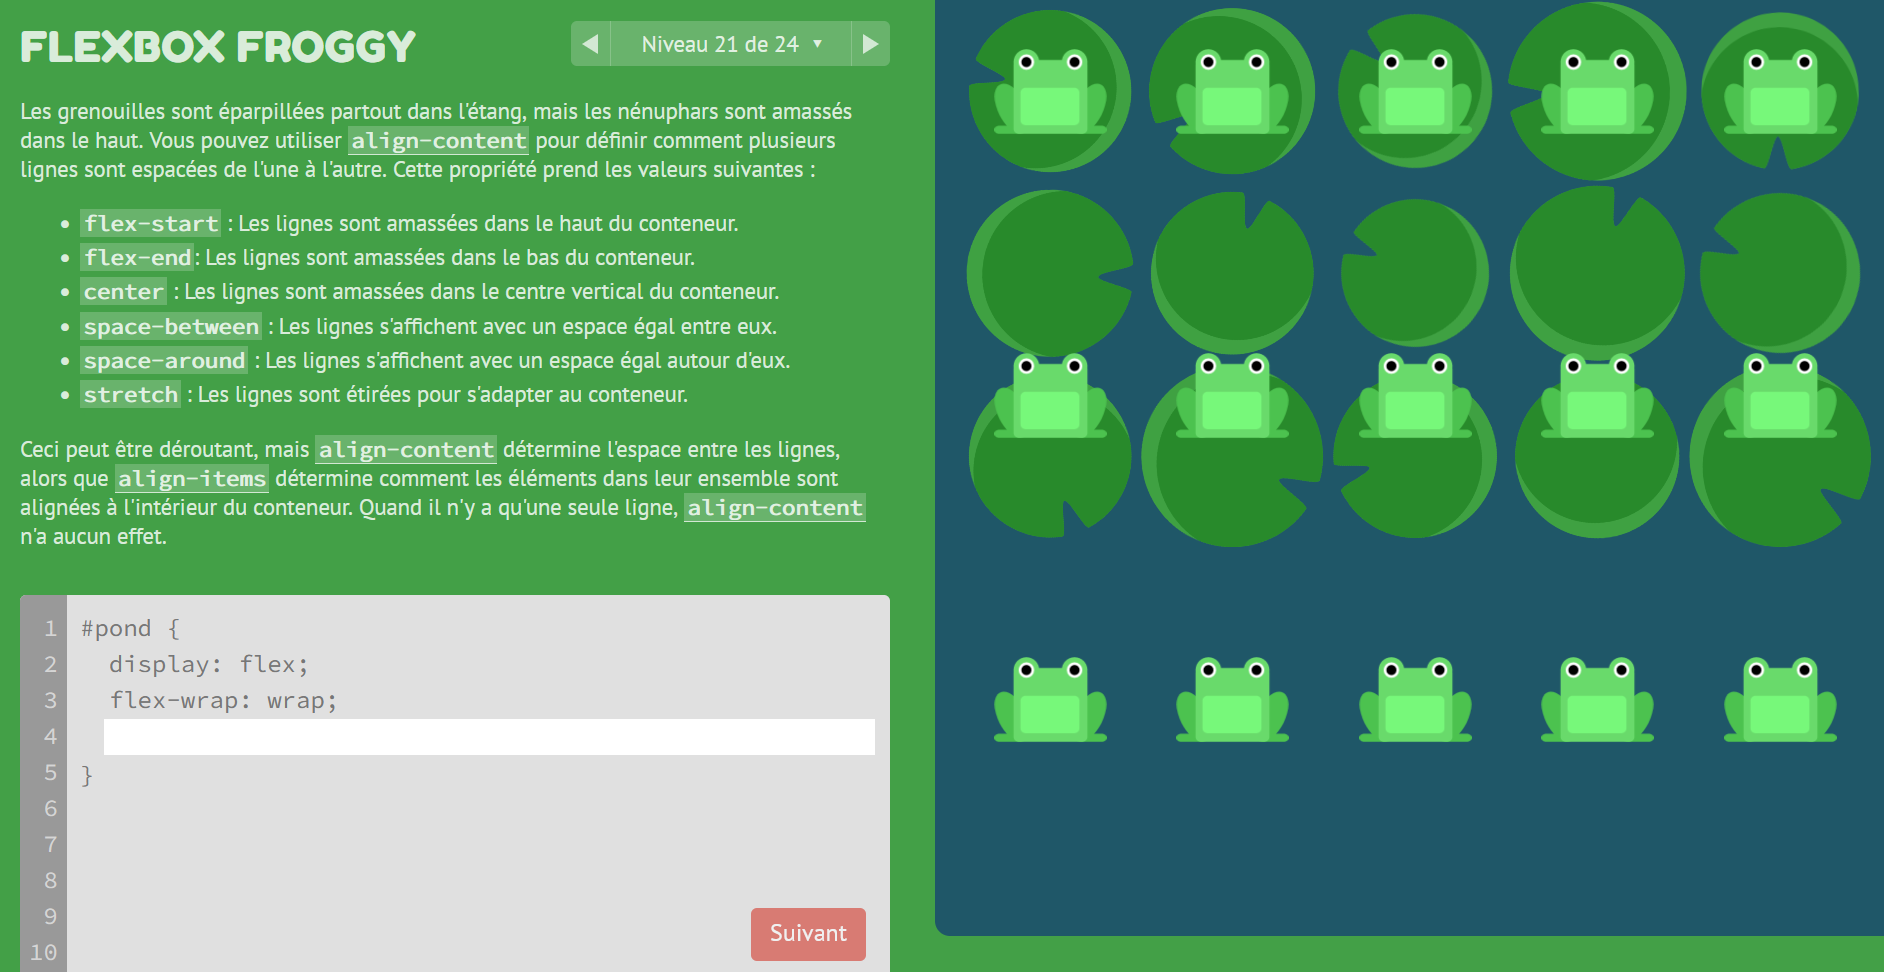 FLEXBOX FROGGY
◀ Niveau 21 de 24 ▼ ▶
Les grenouilles sont éparpillées partout dans l'étang, mais les nénuphars sont amassés
dans le haut. Vous pouvez utiliser align-content pour définir comment plusieurs
lignes sont espacées de l'une à l'autre. Cette propriété prend les valeurs suivantes :
• flex-start : Les lignes sont amassées dans le haut du conteneur.
• flex-end: Les lignes sont amassées dans le bas du conteneur.
• center : Les lignes sont amassées dans le centre vertical du conteneur.
• space-between : Les lignes s'affichent avec un espace égal entre eux.
• space-around : Les lignes s'affichent avec un espace égal autour d'eux.
• stretch : Les lignes sont étirées pour s'adapter au conteneur.
Ceci peut être déroutant, mais align-content détermine l'espace entre les lignes,
alors que align-items détermine comment les éléments dans leur ensemble sont
alignées à l'intérieur du conteneur. Quand il n'y a qu'une seule ligne, align-content
n'a aucun effet.
1 #pond {
2 display: flex;
3 flex-wrap: wrap;
4
5 }
6
7
8
9
10
Suivant